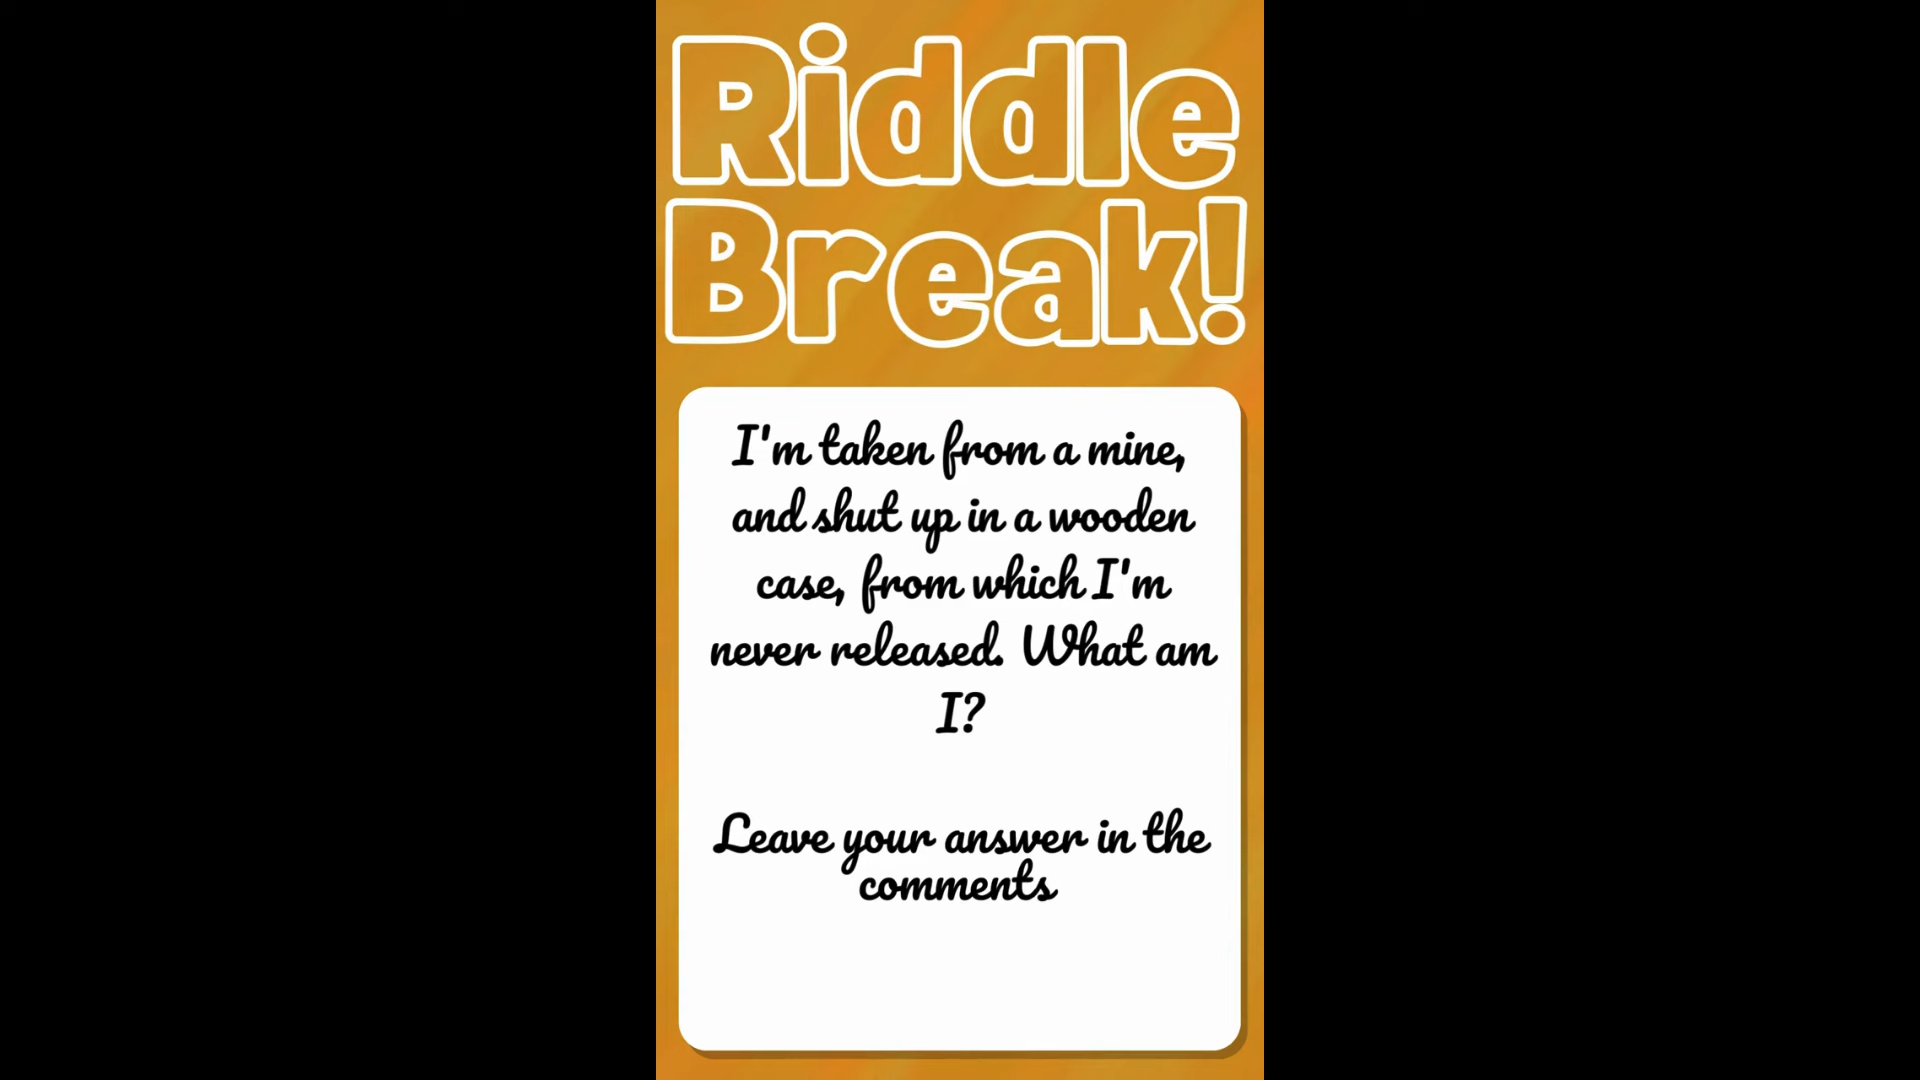 Riddle
Break!
I'm taken from a mine,
and shut up in a wooden
case, from which I'm
never released. What am
I?
Leave your answer in the
comments